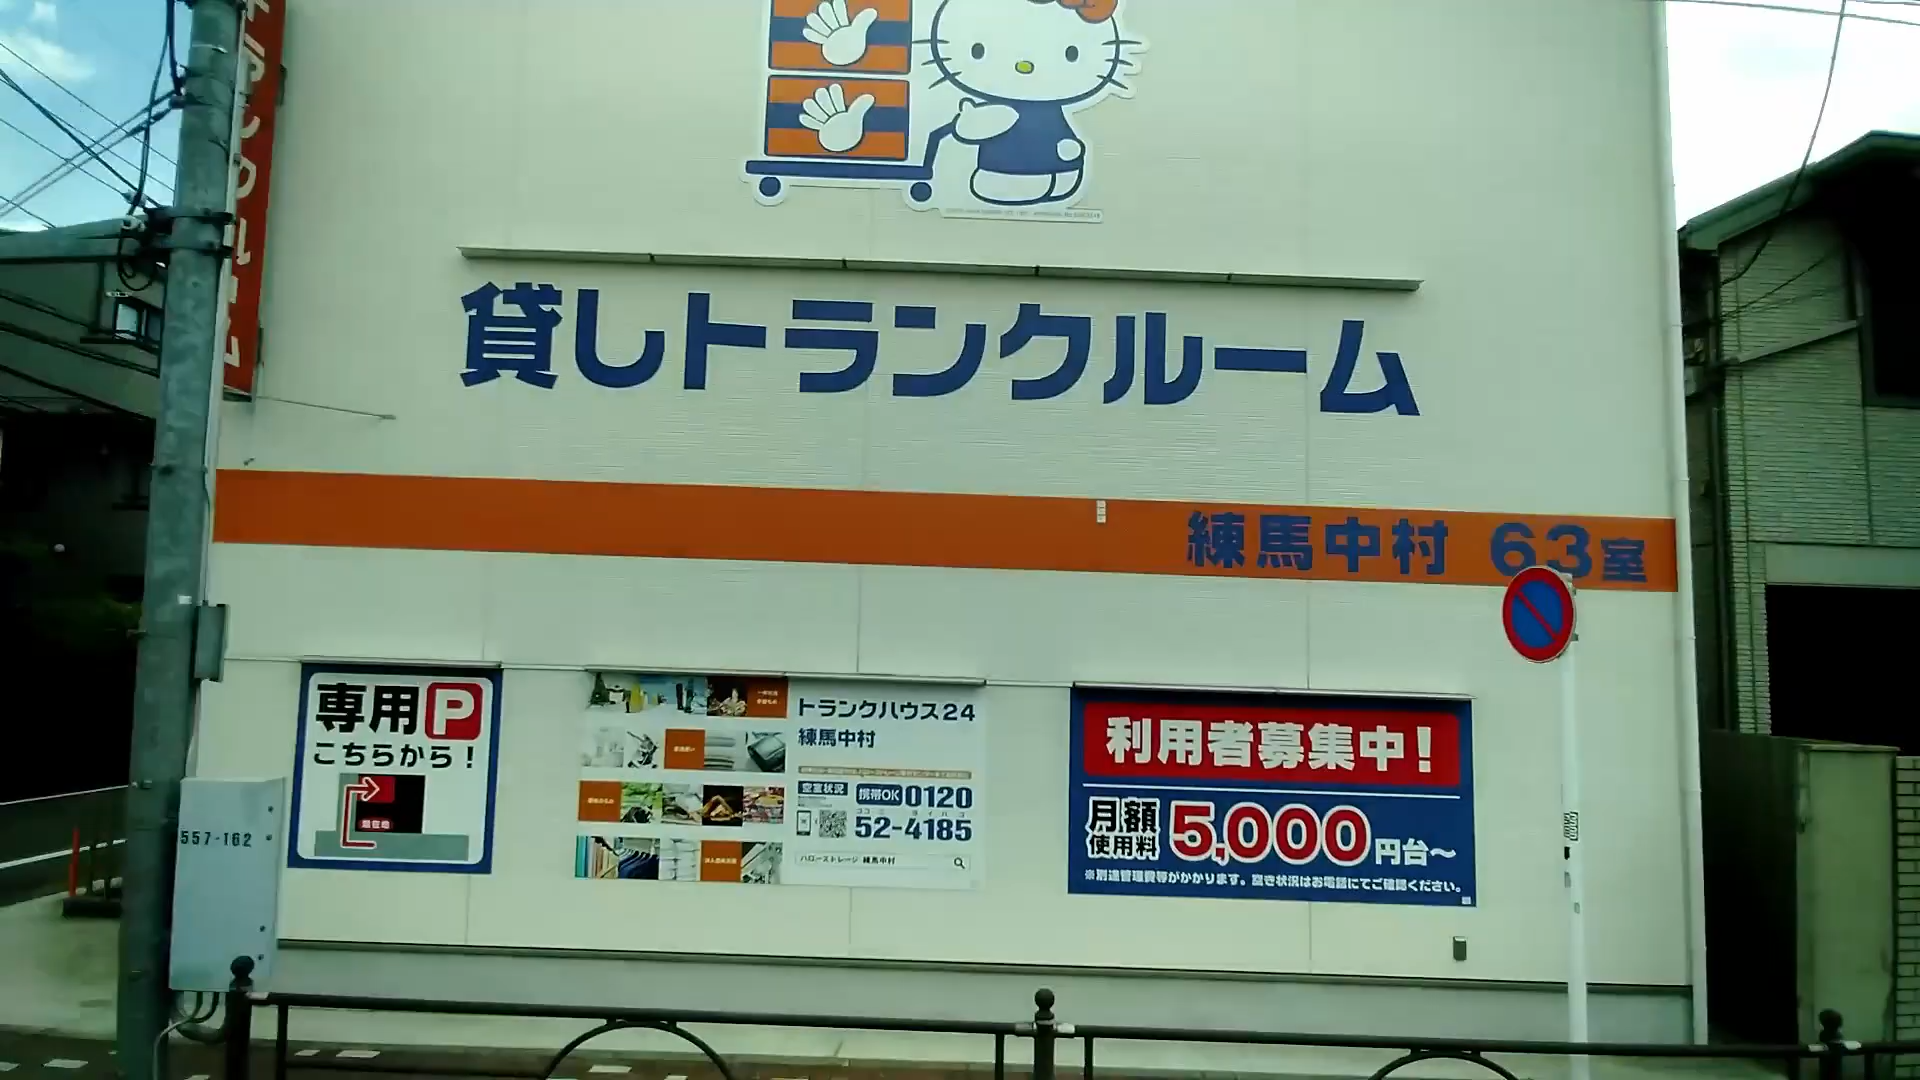 貸しトランクルーム
練馬中村 63室
専用P
こちらから！
現在地
トランクハウス24
練馬中村
空室状況
携帯OK 0120
52-4185
ハローストレージ 練馬中村
利用者募集中！
月額
使用料
5,000円台～
※別途管理費等がかかります。空き状況はお電話にてご確認ください。
557-162